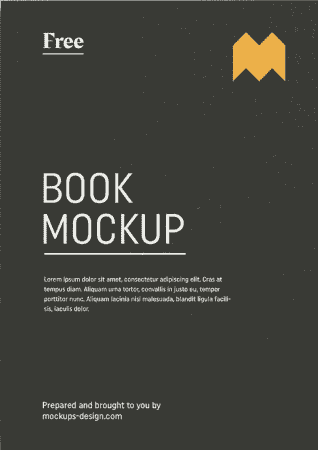 Free
BOOK
MOCKUP
Lorem ipsum dolor sit amet, consectetur adipiscing elit. Cras at
tempus diam. Aliquam urna tortor, convallis in justo eu, tempor
porttitor nunc. Aliquam lacinia nisi malesuada, blandit ligula facili-
sis, iaculis dolor.
Prepared and brought to you by
mockups-design.com